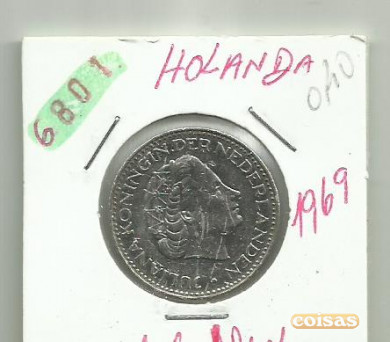 HOLANDA
6801
0,40
1969
JULIANA KONINGIN DER NEDERLANDEN
coisas